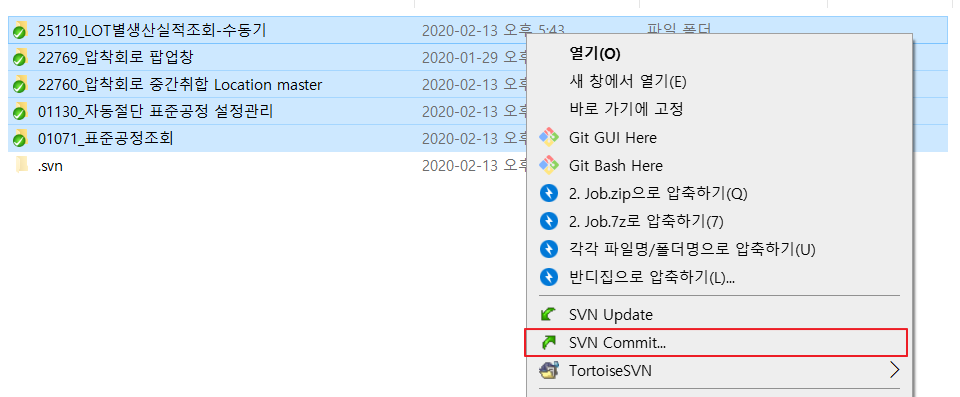 25110_LOT별생산실적조회-수동기 2020-02-13 오후 5:43 파일 폴더
22769_압착회로 팝업창 2020-01-29 오후
22760_압착회로 중간취합 Location master 2020-02-13 오후
01130_자동절단 표준공정 설정관리 2020-02-13 오후
01071_표준공정조회 2020-02-13 오후
.svn 2020-02-13 오후
열기(O)
새 창에서 열기(E)
바로 가기에 고정
Git GUI Here
Git Bash Here
2. Job.zip으로 압축하기(Q)
2. Job.7z로 압축하기(7)
각각 파일명/폴더명으로 압축하기(U)
반디집으로 압축하기(L)...
SVN Update
SVN Commit...
TortoiseSVN